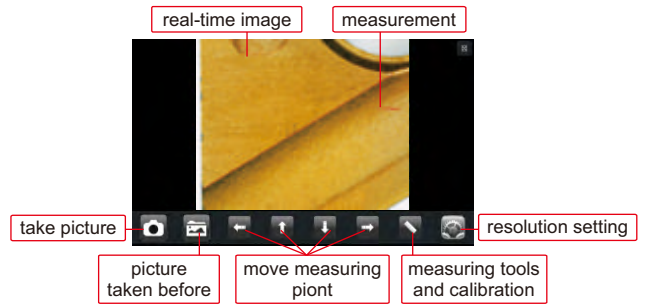 real-time image
measurement
take picture
resolution setting
picture
taken before
move measuring
piont
measuring tools
and calibration